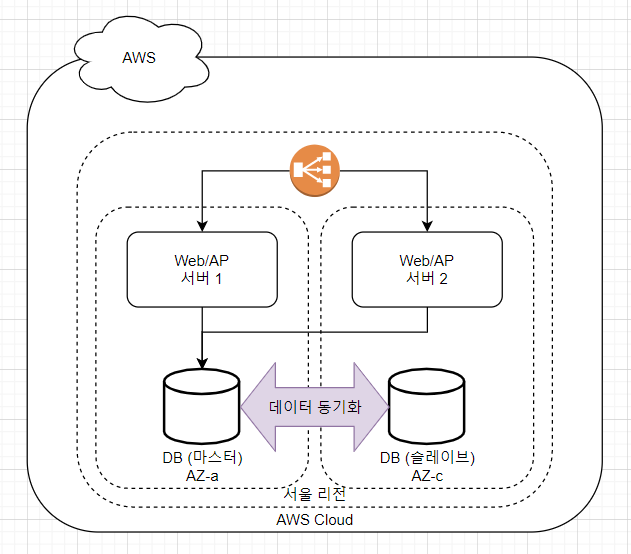 AWS
Web/AP
서버 1
Web/AP
서버 2
데이터 동기화
DB (마스터)
AZ-a
DB (슬레이브)
AZ-c
서울 리전
AWS Cloud